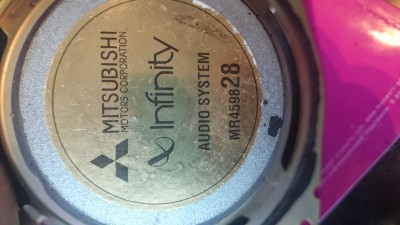 MITSUBISHI
MOTORS CORPORATION
Infinity
AUDIO SYSTEM
MR459828